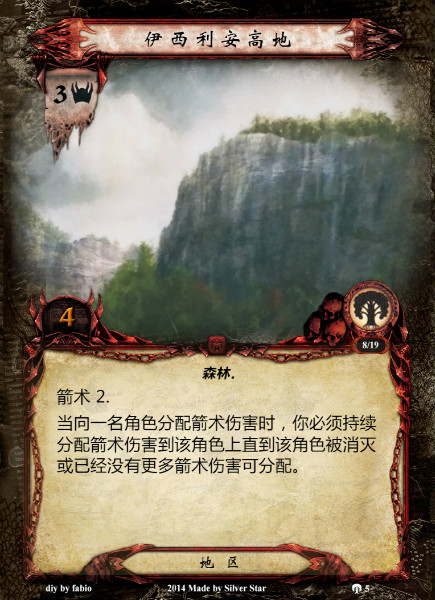 伊西利安高地
3
4
8/19
森林.
箭术 2.
当向一名角色分配箭术伤害时，你必须持续
分配箭术伤害到该角色上直到该角色被消灭
或已经没有更多箭术伤害可分配。
地区
diy by fabio
2014 Made by Silver Star
5